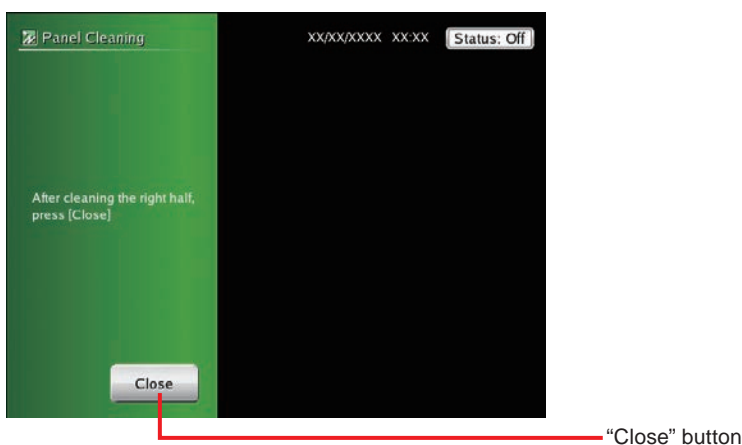 Panel Cleaning
XX/XX/XXXX XX:XX
Status: Off
After cleaning the right half,
press [Close]
Close
“Close” button